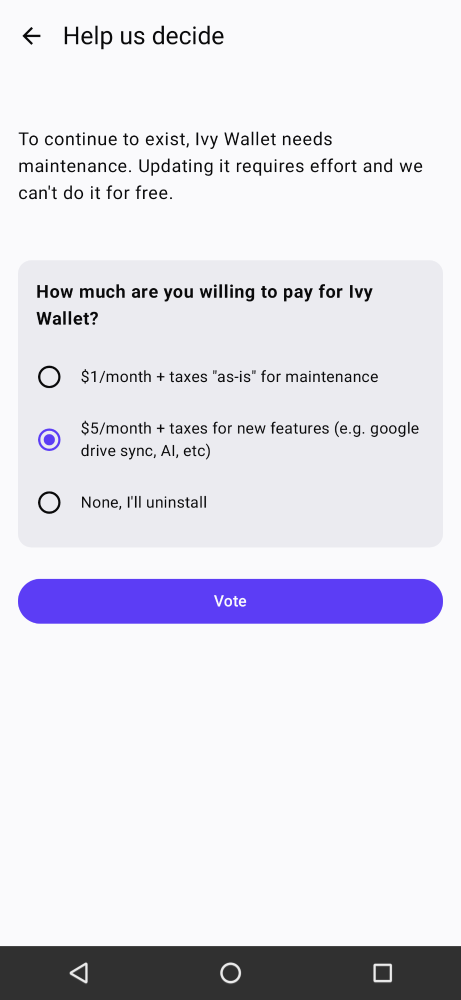 Help us decide
To continue to exist, Ivy Wallet needs
maintenance. Updating it requires effort and we
can't do it for free.
How much are you willing to pay for Ivy
Wallet?
$1/month + taxes "as-is" for maintenance
$5/month + taxes for new features (e.g. google
drive sync, AI, etc)
None, I'll uninstall
Vote